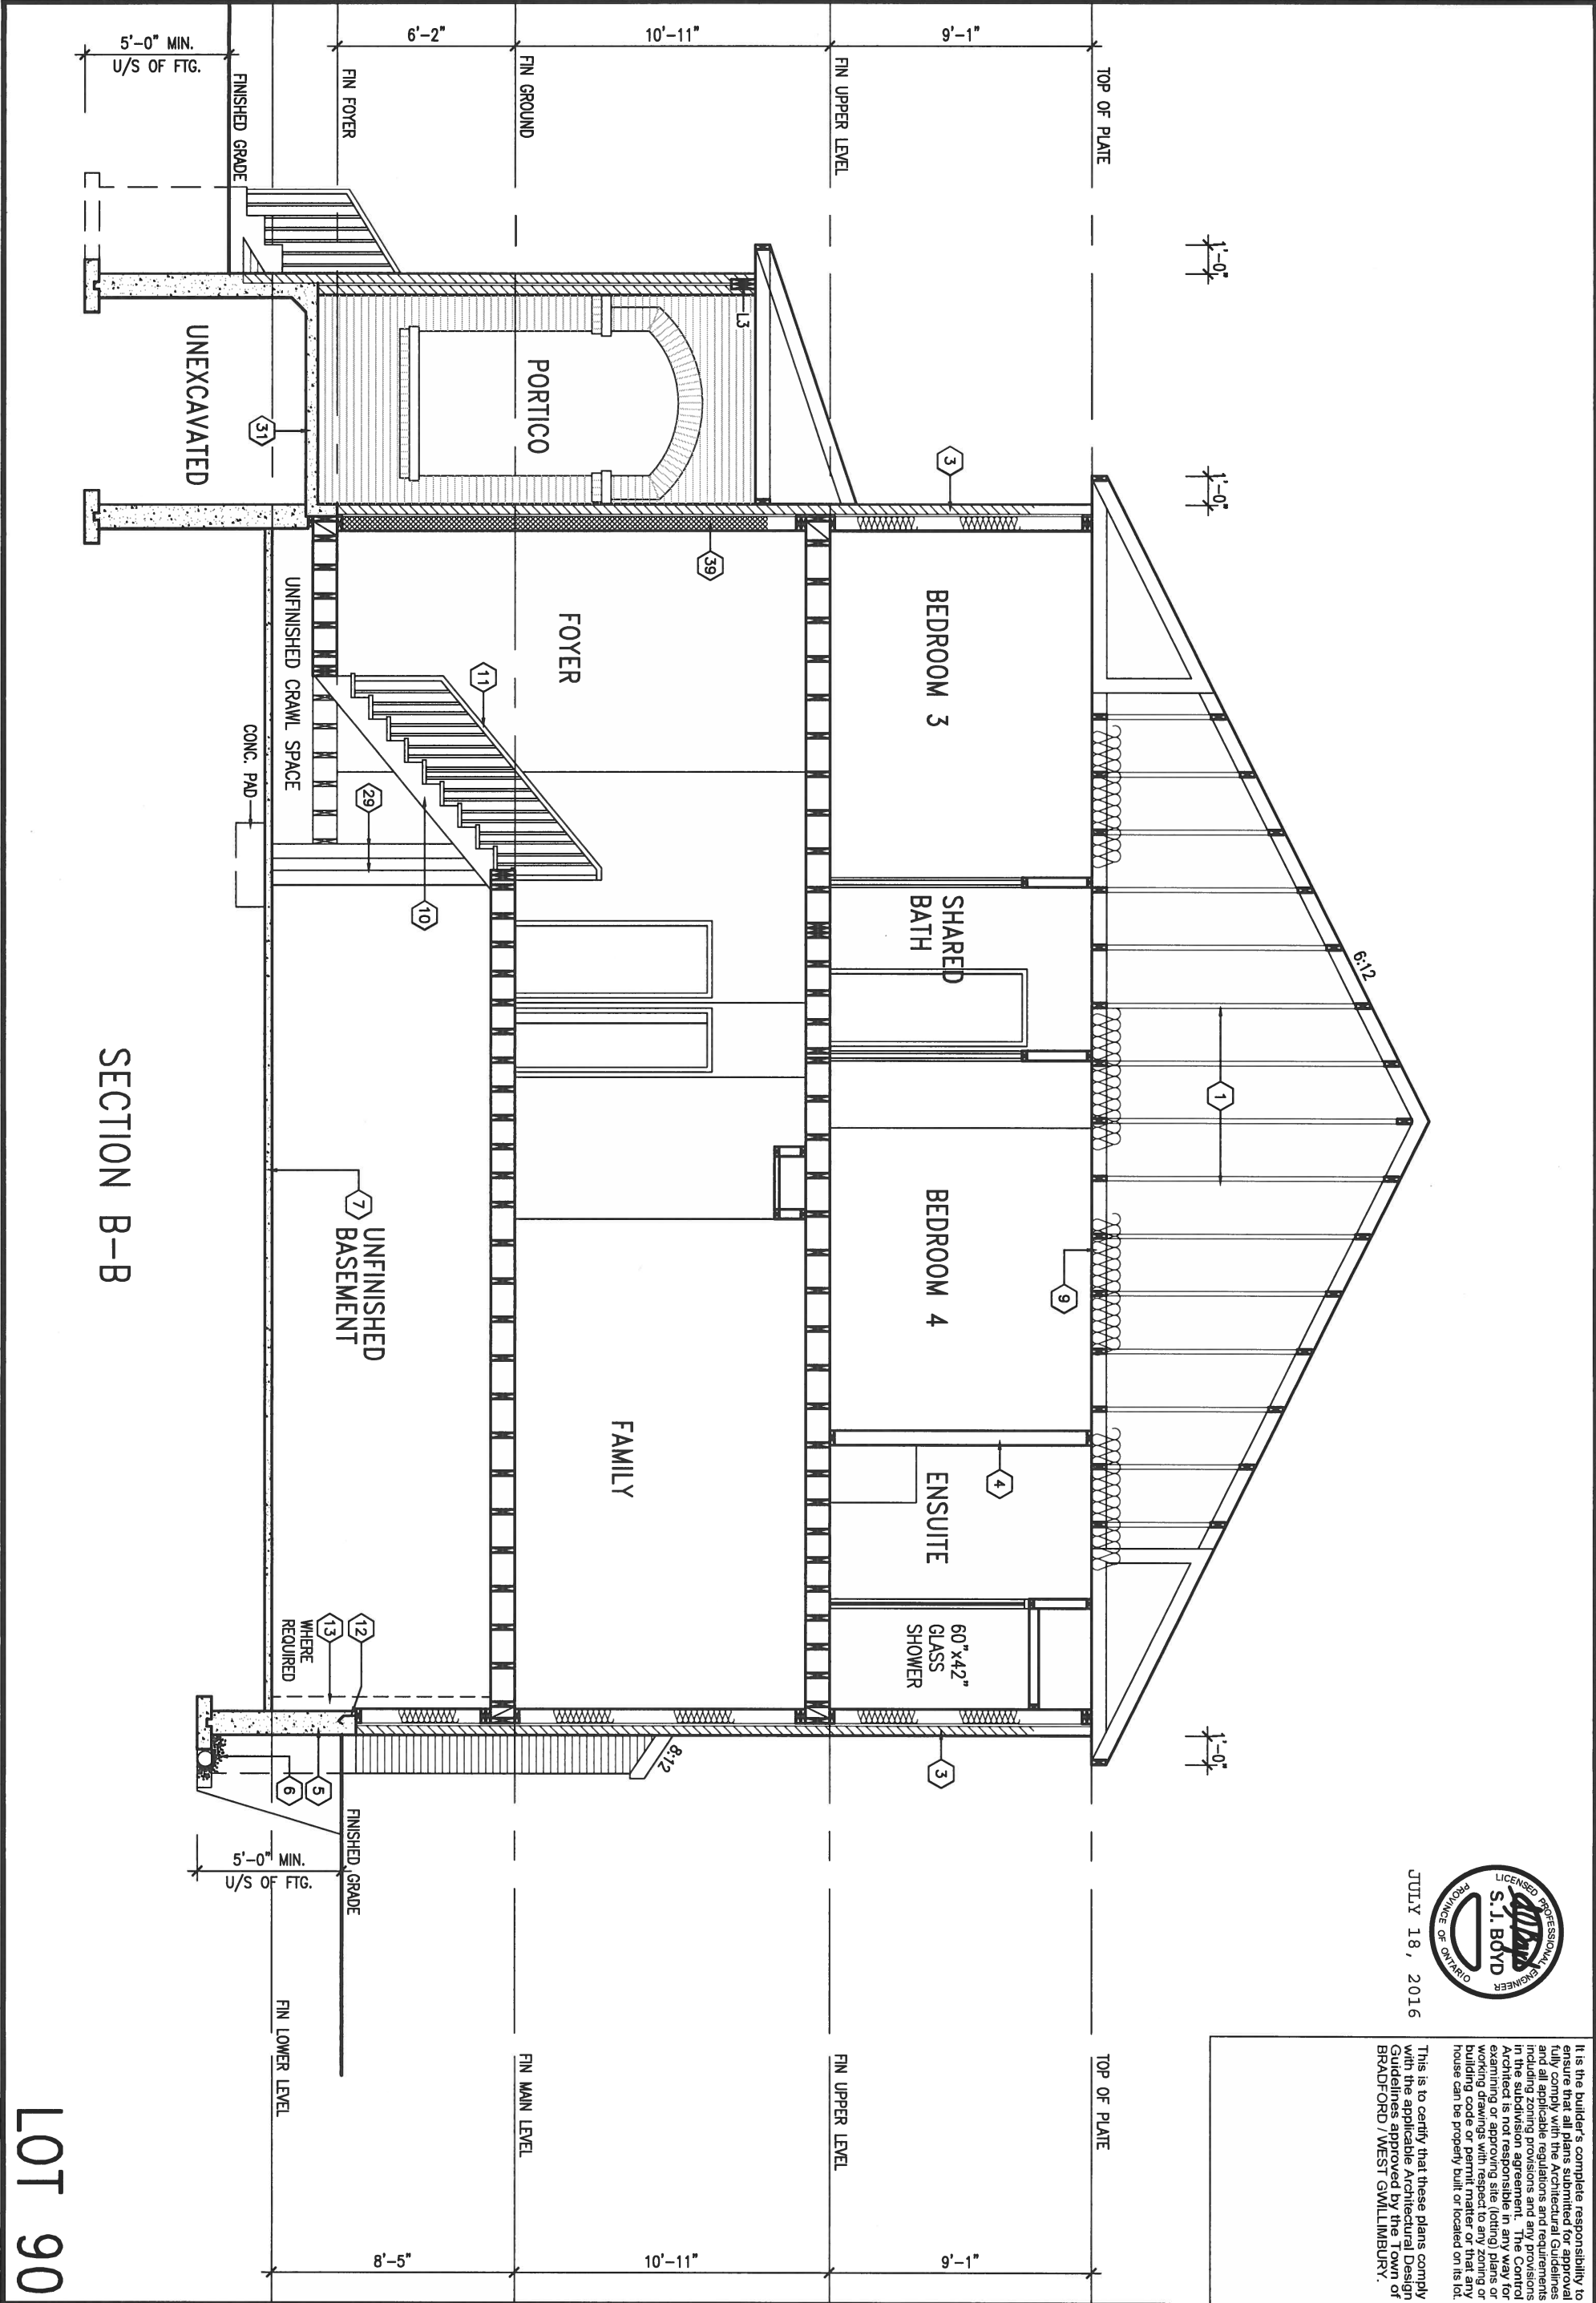 It is the builder's complete responsibility to
ensure that all plans submitted for approval
fully comply with the Architectural Guidelines
and all applicable regulations and requirements
including zoning provisions and any provisions
in the subdivision agreement. The Control
Architect is not responsible in any way for
examining or approving site (lotting) plans or
working drawings with respect to any zoning or
building code or permit matter or that any
house can be properly built or located on its lot.
This is to certify that these plans comply
with the applicable Architectural Design
Guidelines approved by the Town of
BRADFORD / WEST GWILLIMBURY.
LICENSED PROFESSIONAL ENGINEER
S. J. BOYD
PROVINCE OF ONTARIO
JULY 18, 2016
1'-0"
1'-0"
1'-0"
6:12
1
TOP OF PLATE
TOP OF PLATE
9'-1"
9'-1"
9
3
BEDROOM 3
SHARED
BATH
BEDROOM 4
4
ENSUITE
60"x42"
GLASS
SHOWER
3
FIN UPPER LEVEL
FIN UPPER LEVEL
10'-11"
10'-11"
L3
39
PORTICO
FOYER
11
FAMILY
8:12
FIN GROUND
FIN MAIN LEVEL
6'-2"
8'-5"
FIN FOYER
10
29
7
UNFINISHED
BASEMENT
12
13
WHERE
REQUIRED
5
6
FINISHED GRADE
31
UNFINISHED CRAWL SPACE
CONC. PAD
FIN LOWER LEVEL
FINISHED GRADE
5'-0" MIN.
U/S OF FTG.
5'-0" MIN.
U/S OF FTG.
UNEXCAVATED
SECTION B-B
LOT 90